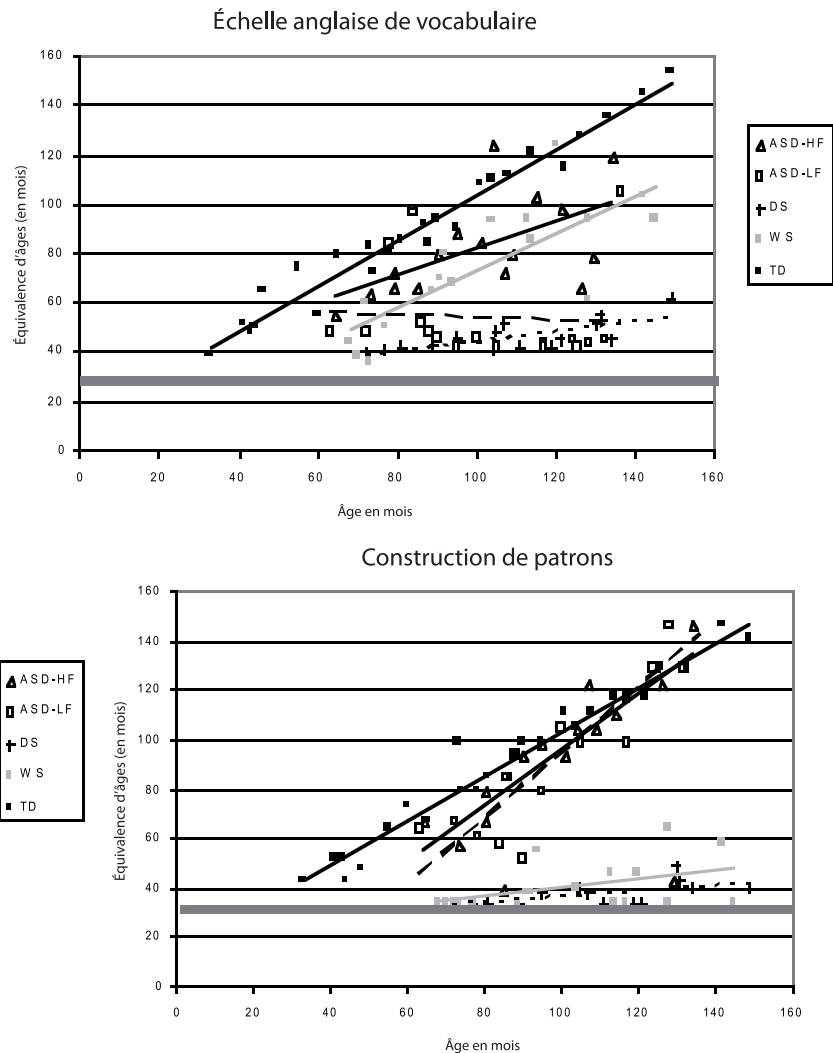 Échelle anglaise de vocabulaire
160
140
120
100
80
60
40
20
0
Équivalence d'âges (en mois)
0 20 40 60 80 100 120 140 160
Âge en mois
ASD-HF
ASD-LF
DS
WS
TD
Construction de patrons
160
140
120
100
80
60
40
20
0
Équivalence d'âges (en mois)
0 20 40 60 80 100 120 140 160
Âge en mois
ASD-HF
ASD-LF
DS
WS
TD